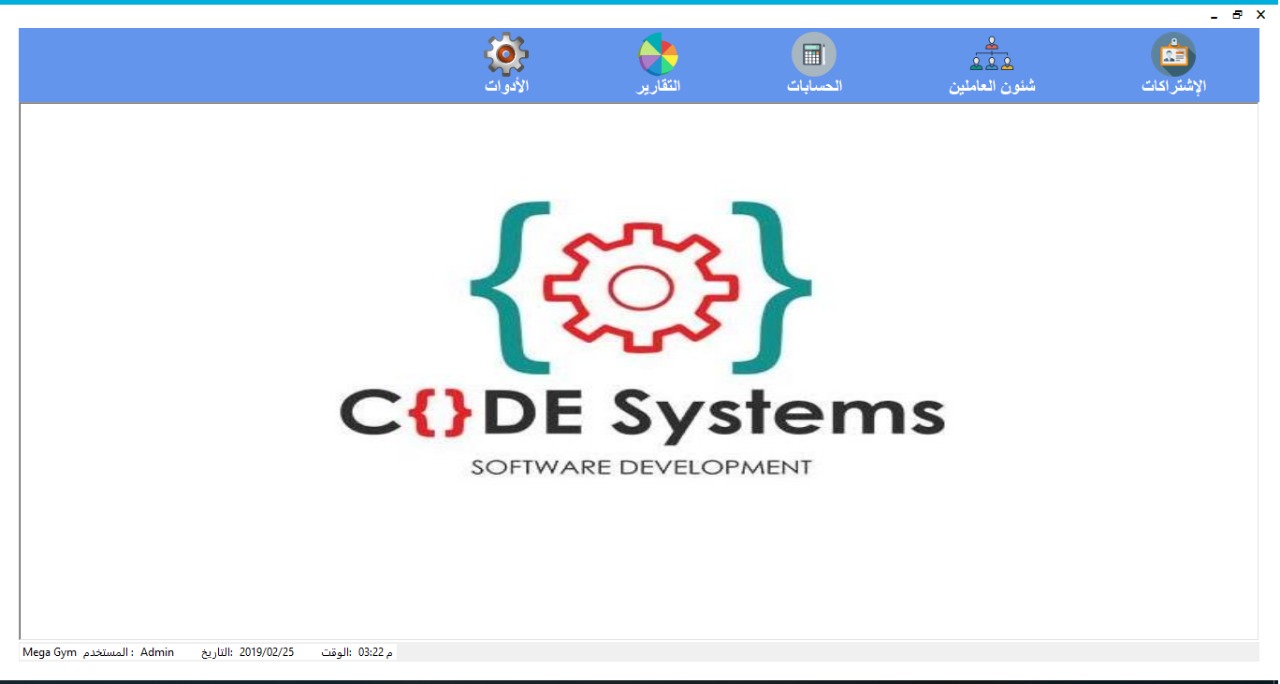 الإشتراكات شئون العاملين الحسابات التقارير الأدوات
C{}DE Systems
SOFTWARE DEVELOPMENT
Mega Gym المستخدم : Admin التاريخ: 2019/02/25 الوقت: 03:22 م